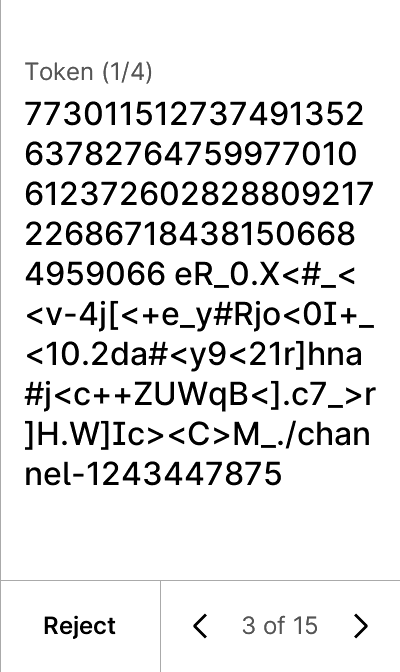 Token (1/4)
773011512737491352
63782764759977010
612372602828809217
22686718438150668
4959066 eR_0.X<#_<
<v-4j[<+e_y#Rjo<0I+_
<10.2da#<y9<21r]hna
#j<c++ZUWqB<].c7_>r
]H.W]Ic><C>M_./chan
nel-1243447875
Reject
3 of 15